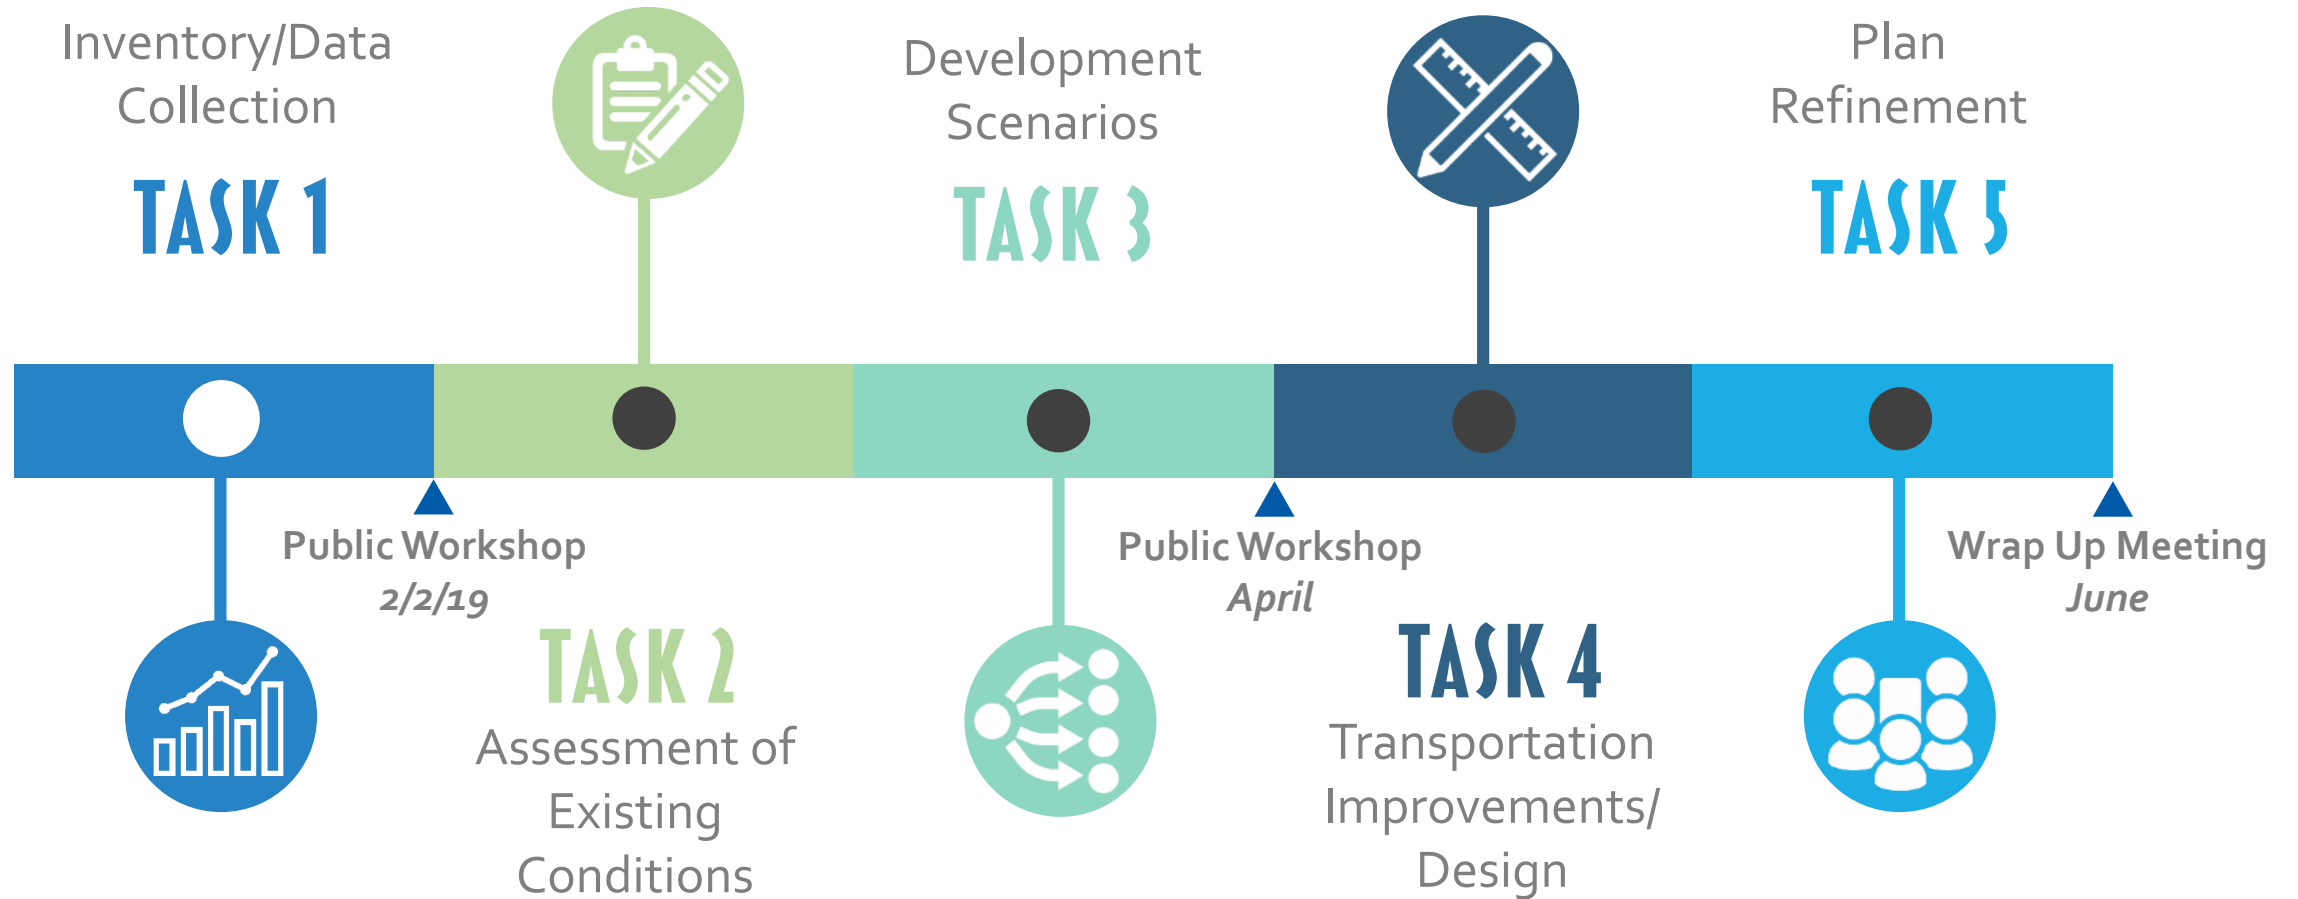 Inventory/Data
Collection
TASK 1
Development
Scenarios
TASK 3
Plan
Refinement
TASK 5
Public Workshop
2/2/19
Public Workshop
April
Wrap Up Meeting
June
TASK 2
Assessment of
Existing
Conditions
TASK 4
Transportation
Improvements/
Design